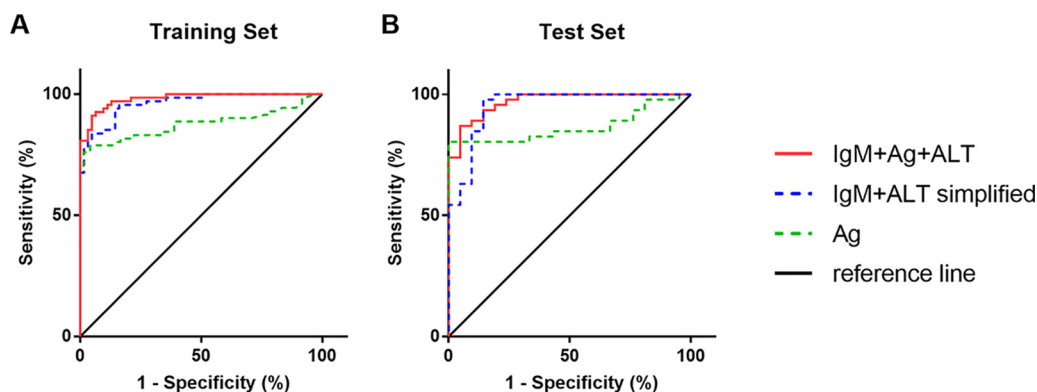 A
Training Set
Sensitivity (%)
100
50
0
0 50 100
1 - Specificity (%)
B
Test Set
Sensitivity (%)
100
50
0
0 50 100
1 - Specificity (%)
IgM+Ag+ALT
IgM+ALT simplified
Ag
reference line